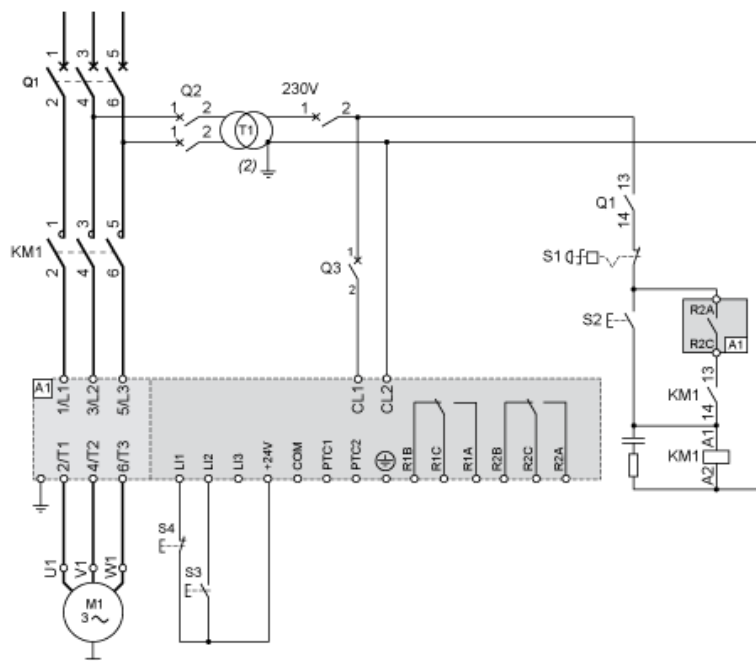 1 3 5
Q1
2 4 6
Q2
1 2
1 2
T1
(2)
230V
1 2
Q1
13
14
S1
S2
R2A
R2C
A1
KM1
13
14
KM1
A1
A2
1 3 5
KM1
2 4 6
Q3
1
2
A1
1/L1 3/L2 5/L3
CL1 CL2
2/T1 4/T2 6/T3
LI1 LI2 LI3 +24V COM PTC1 PTC2 R1B R1C R1A R2B R2C R2A
S4
S3
U1 V1 W1
M1
3 ~